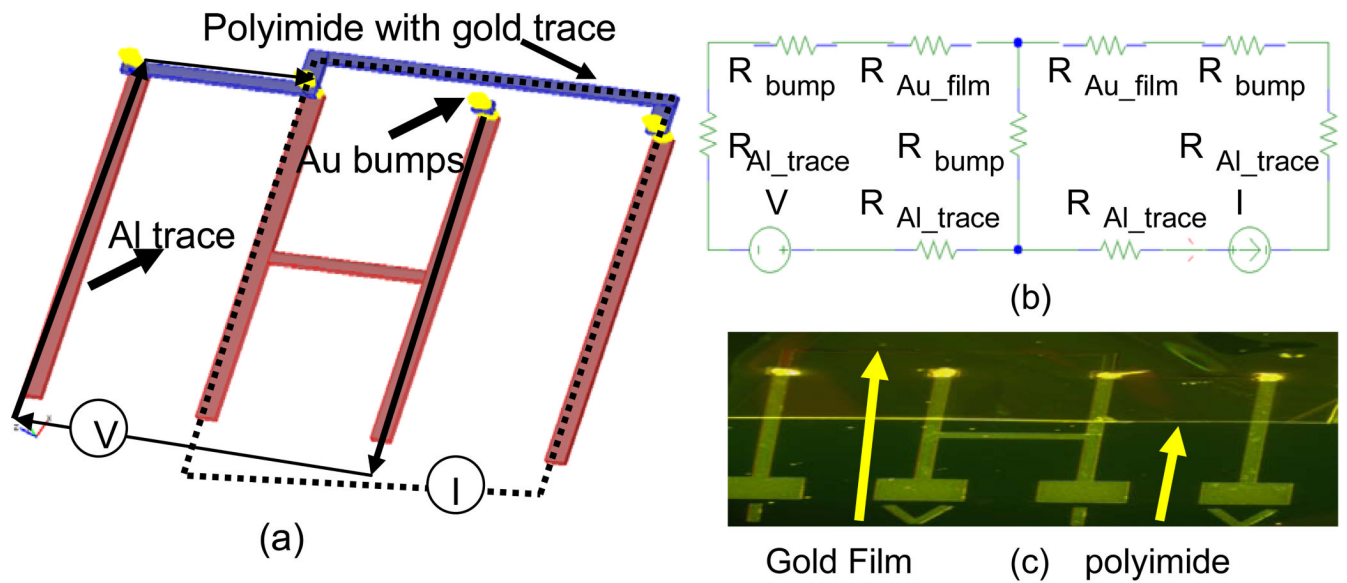 Polyimide with gold trace
Au bumps
Al trace
V
I
(a)
R bump
R Au_film
R Au_film
R bump
R Al_trace
R bump
R Al_trace
V
R Al_trace
R Al_trace
I
(b)
Gold Film
(c)
polyimide